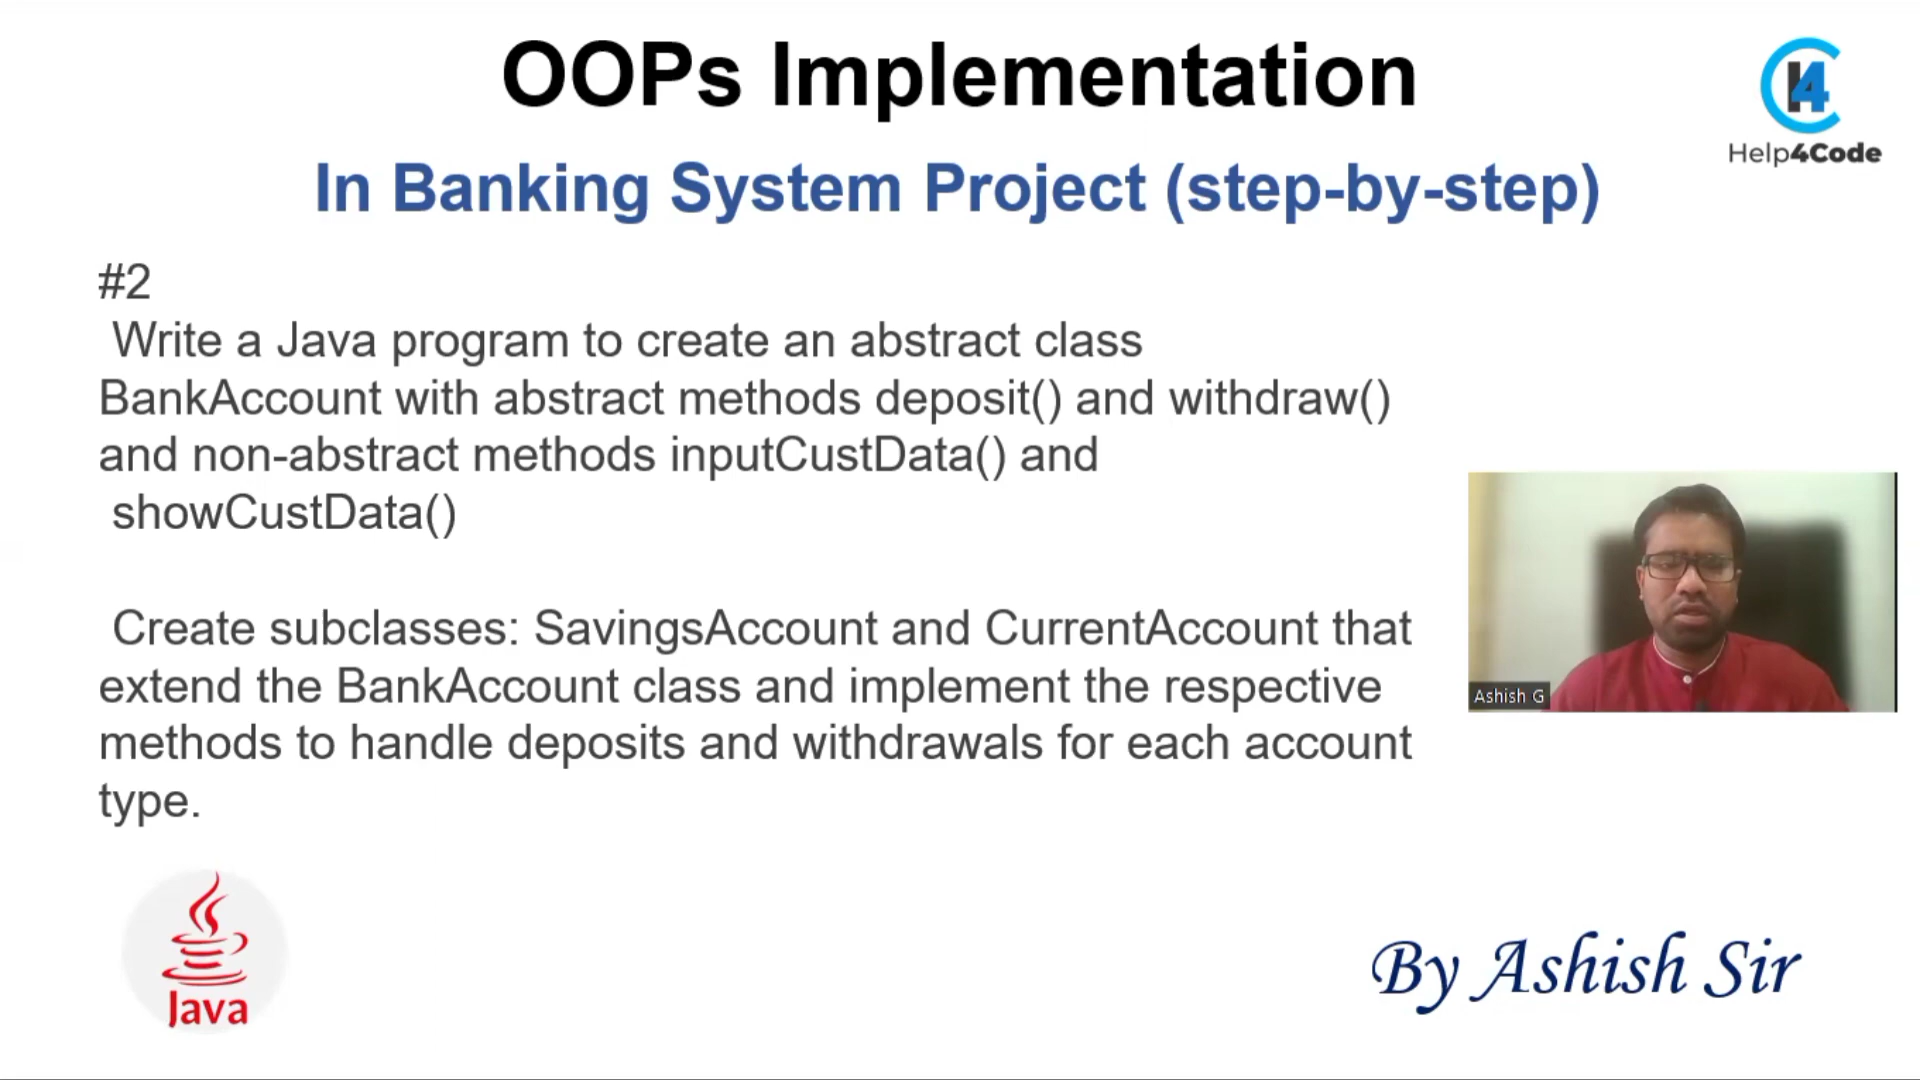 OOPs Implementation
Help4Code
In Banking System Project (step-by-step)
#2
Write a Java program to create an abstract class
BankAccount with abstract methods deposit() and withdraw()
and non-abstract methods inputCustData() and
showCustData()
Create subclasses: SavingsAccount and CurrentAccount that
extend the BankAccount class and implement the respective
methods to handle deposits and withdrawals for each account
type.
Ashish G
Java
By Ashish Sir